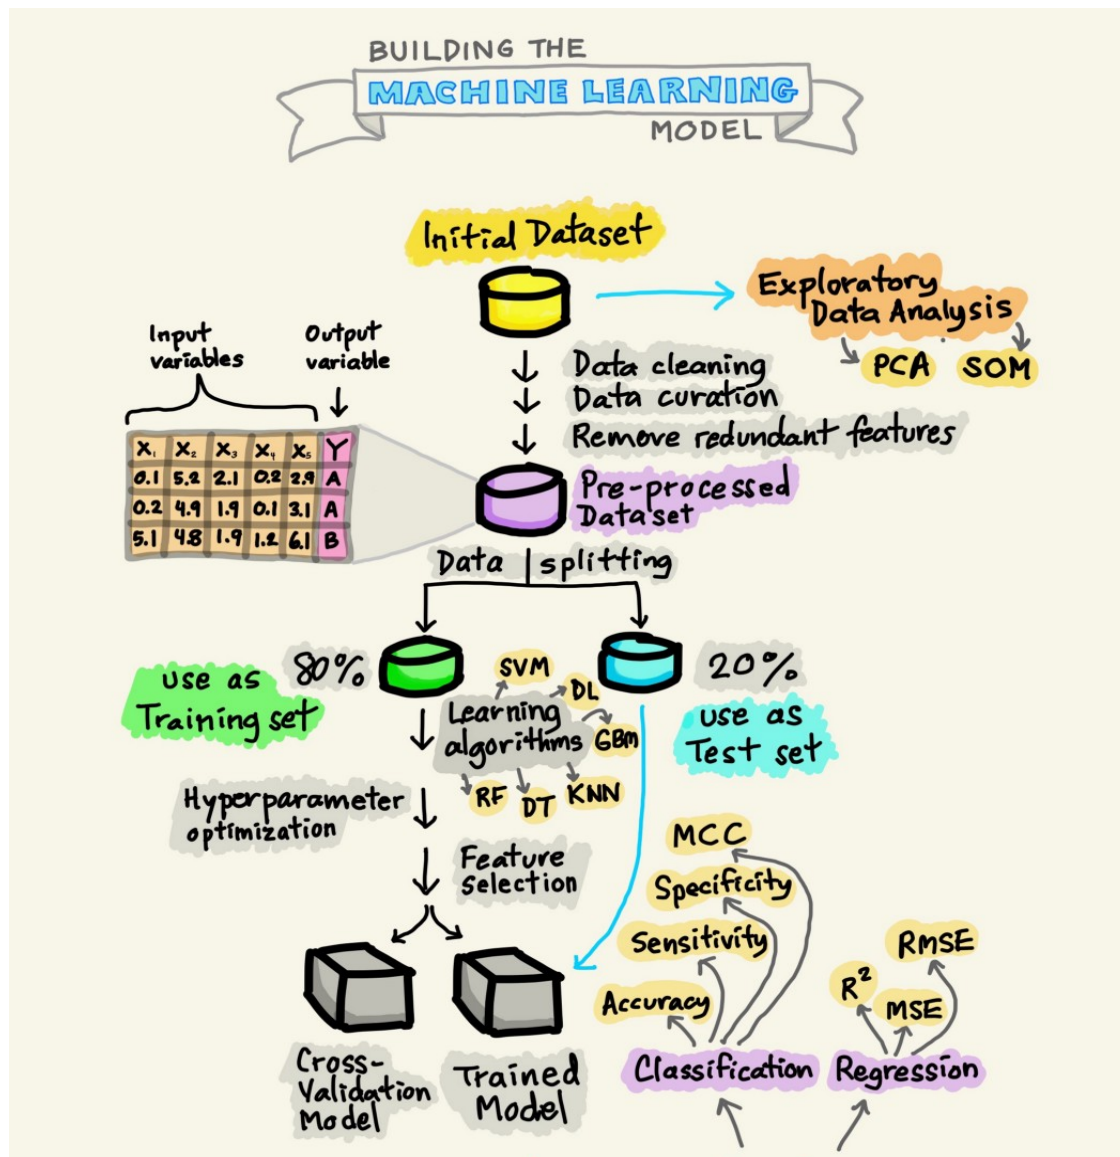 BUILDING THE
MACHINE LEARNING
MODEL
Initial Dataset
Exploratory
Data Analysis
PCA SOM
Data cleaning
Data curation
Remove redundant features
Input
variables
Output
variable
X₁ X₂ X₃ X₄ X₅ Y
0.1 5.2 2.1 0.2 2.9 A
0.2 4.9 1.9 0.1 3.1 A
5.1 4.8 1.9 1.2 6.1 B
Pre-processed
Dataset
Data splitting
80%
use as
Training set
20%
use as
Test set
Learning
algorithms
SVM
DL
GBM
KNN
DT
RF
Hyperparameter
optimization
Feature
selection
Cross-
Validation
Model
Trained
Model
MCC
Specificity
Sensitivity
Accuracy
Classification
RMSE
R²
MSE
Regression